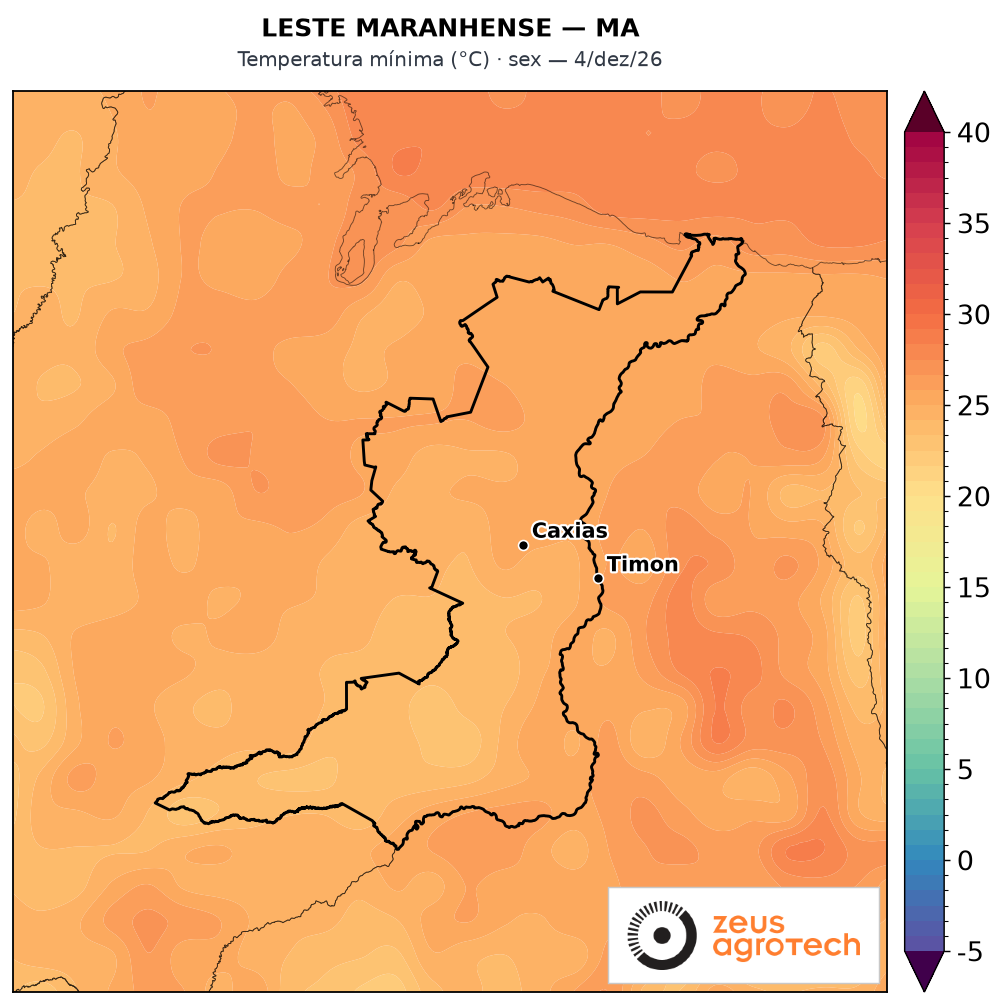 LESTE MARANHENSE — MA
Temperatura mínima (°C) · sex — 4/dez/26
40
35
30
25
20
15
10
5
0
-5
Caxias
Timon
zeus
agrotech